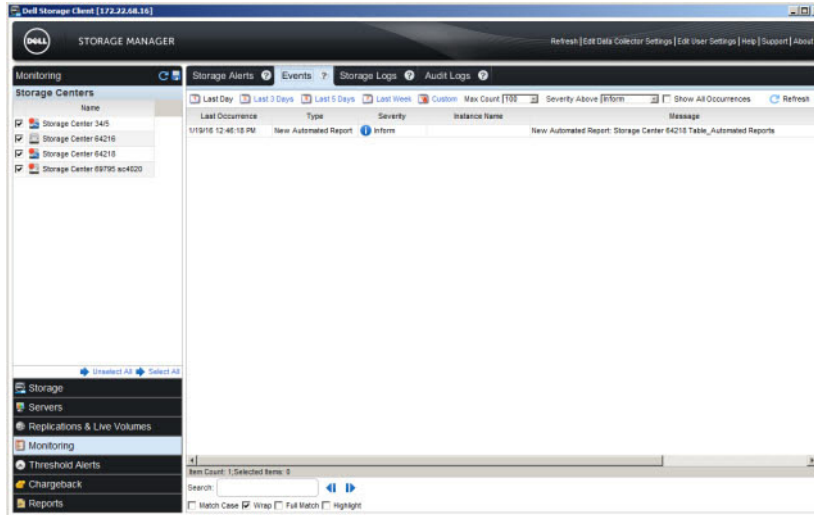 Dell Storage Client [172.22.68.16]
DELL
STORAGE MANAGER
Refresh | Edit Data Collector Settings | Edit User Settings | Help | Support | About
Monitoring
Storage Alerts ? Events ? Storage Logs ? Audit Logs ?
Storage Centers
Last Day Last 3 Days Last 5 Days Last Week Custom Max Count 100 Severity Above Inform Show All Occurrences Refresh
Name
Last Occurrence Type Severity Instance Name Message
Storage Center 34/5
1/19/16 12:46:18 PM New Automated Report Inform New Automated Report: Storage Center 64218 Table_Automated Reports
Storage Center 64216
Storage Center 64218
Storage Center 69795 sc4020
Unselect All Select All
Storage
Servers
Replications & Live Volumes
Monitoring
Threshold Alerts
Chargeback
Reports
Item Count: 1;Selected Items: 0
Search:
Match Case Wrap Full Match Highlight